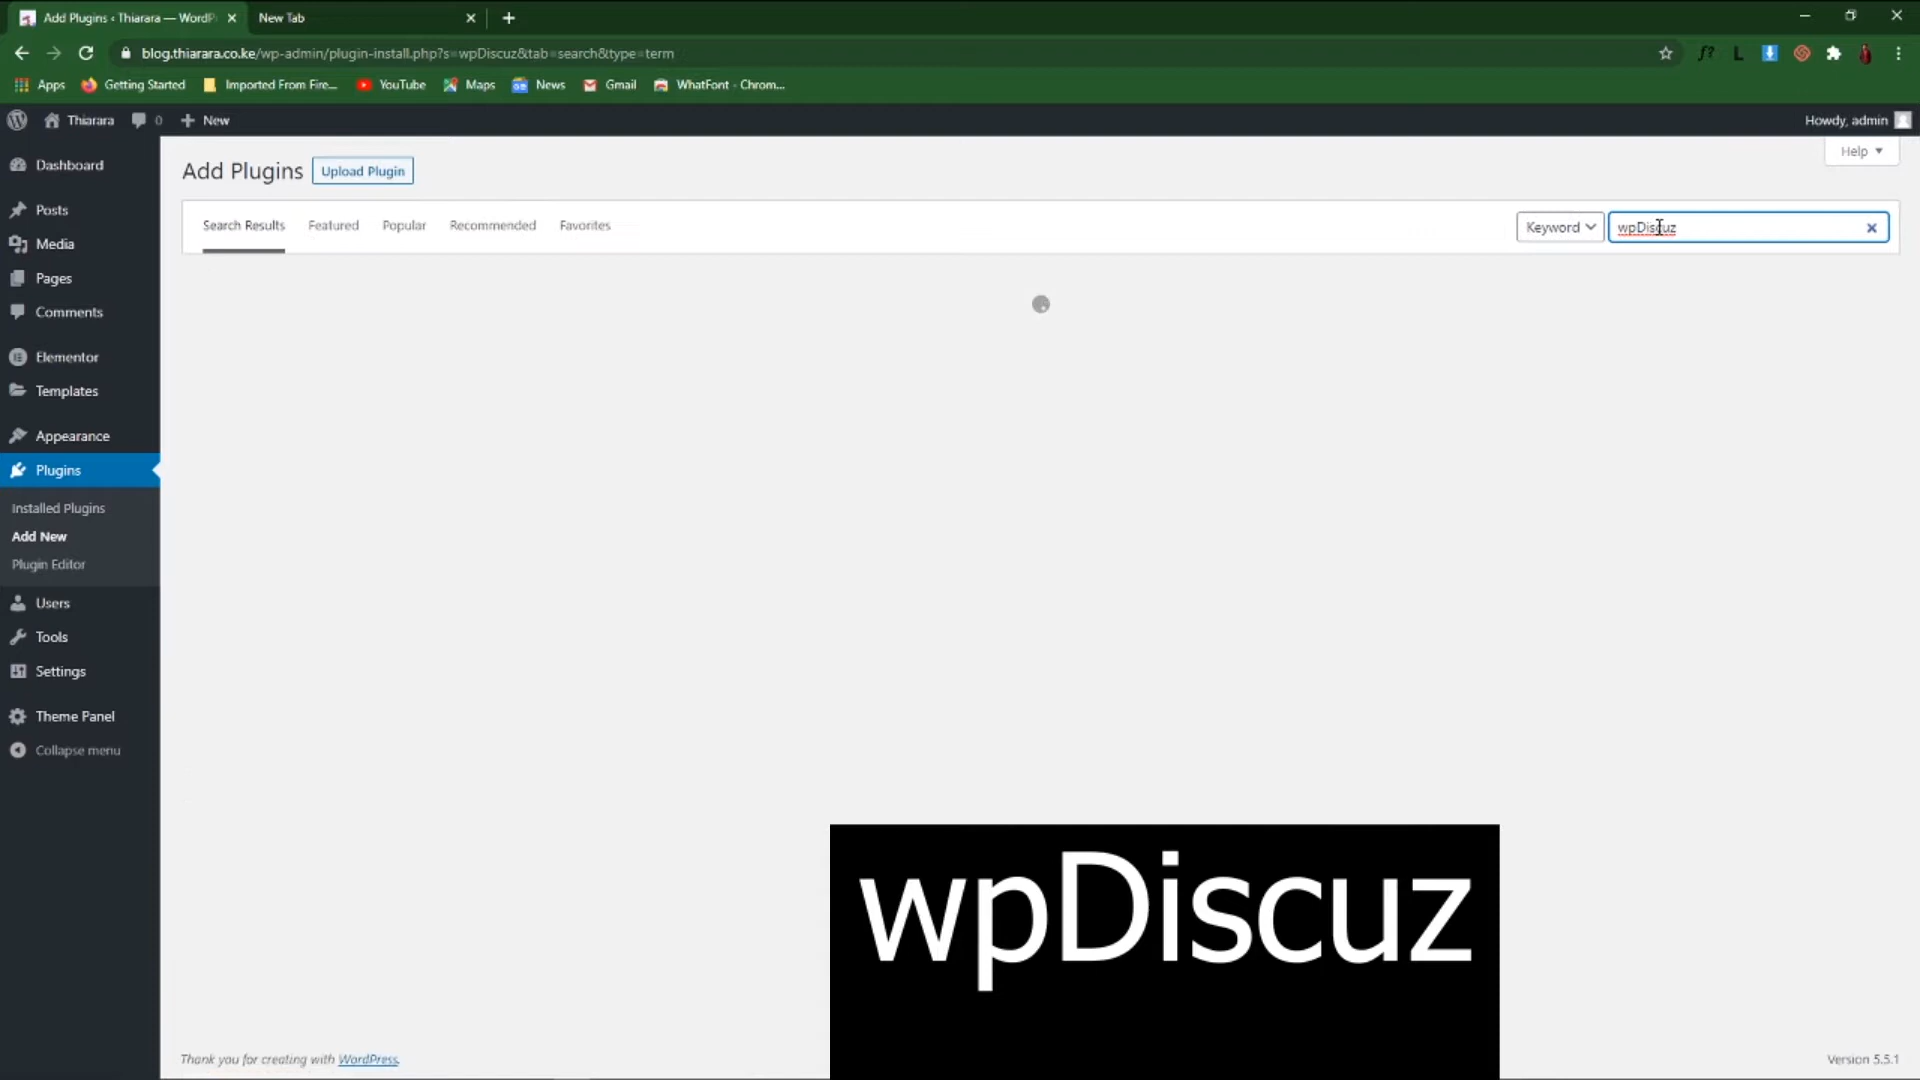 Add Plugins ‹ Thiarara — WordP
New Tab
blog.thiarara.co.ke/wp-admin/plugin-install.php?s=wpDiscuz&tab=search&type=term
Apps
Getting Started
Imported From Fire...
YouTube
Maps
News
Gmail
WhatFont - Chrom...
Thiarara
0
New
Howdy, admin
Dashboard
Posts
Media
Pages
Comments
Elementor
Templates
Appearance
Plugins
Installed Plugins
Add New
Plugin Editor
Users
Tools
Settings
Theme Panel
Collapse menu
Add Plugins
Upload Plugin
Help
Search Results
Featured
Popular
Recommended
Favorites
Keyword
wpDiscuz
wpDiscuz
Thank you for creating with WordPress.
Version 5.5.1